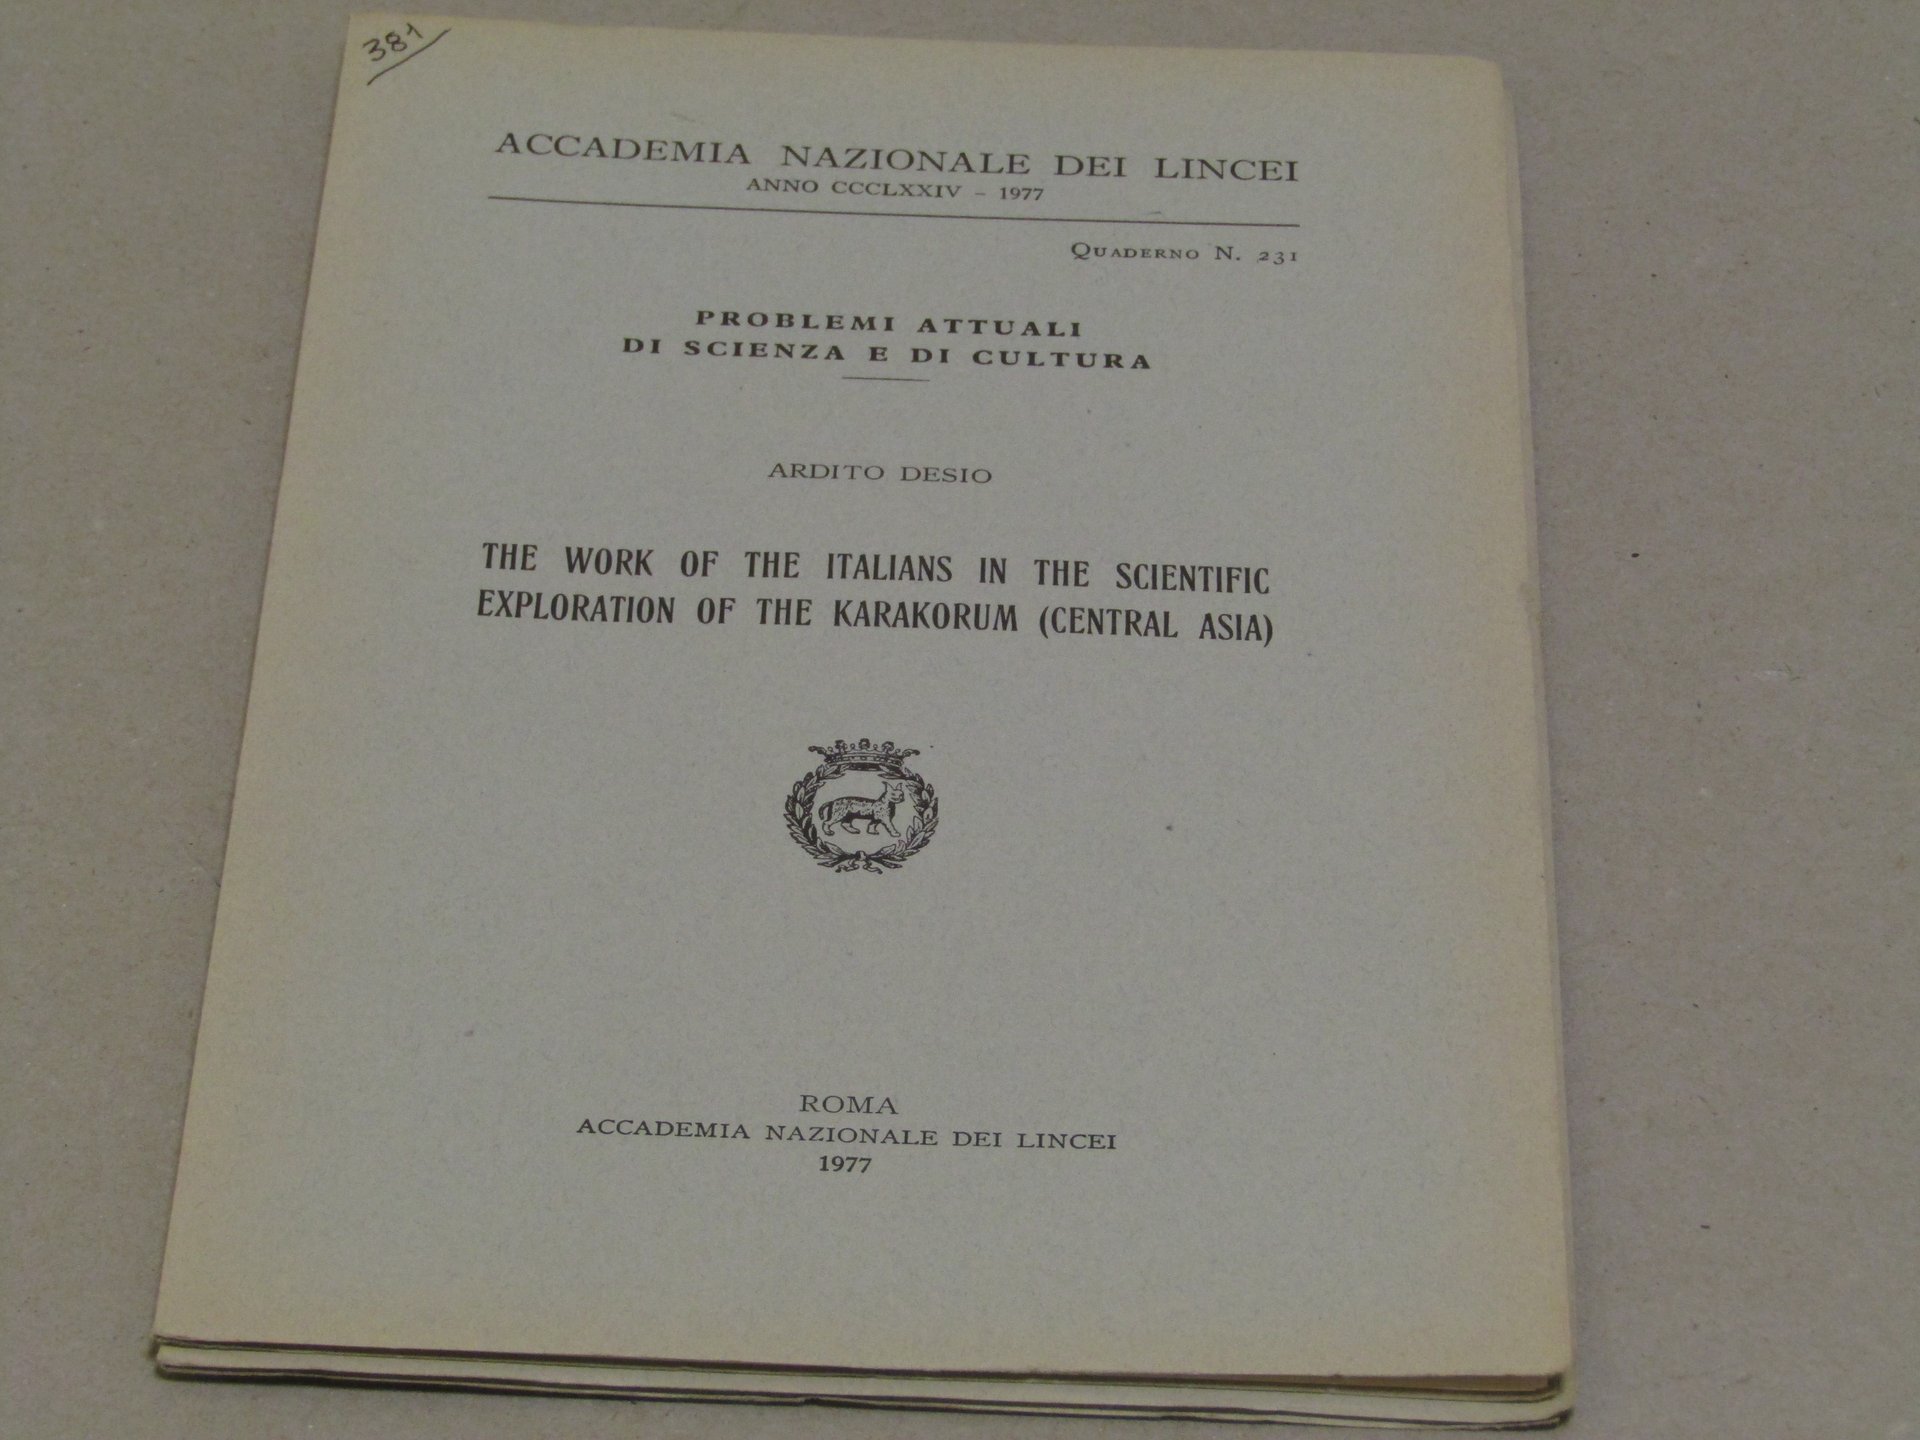 381
ACCADEMIA NAZIONALE DEI LINCEI
ANNO CCCLXXIV – 1977
QUADERNO N. 231
PROBLEMI ATTUALI
DI SCIENZA E DI CULTURA
ARDITO DESIO
THE WORK OF THE ITALIANS IN THE SCIENTIFIC
EXPLORATION OF THE KARAKORUM (CENTRAL ASIA)
ROMA
ACCADEMIA NAZIONALE DEI LINCEI
1977